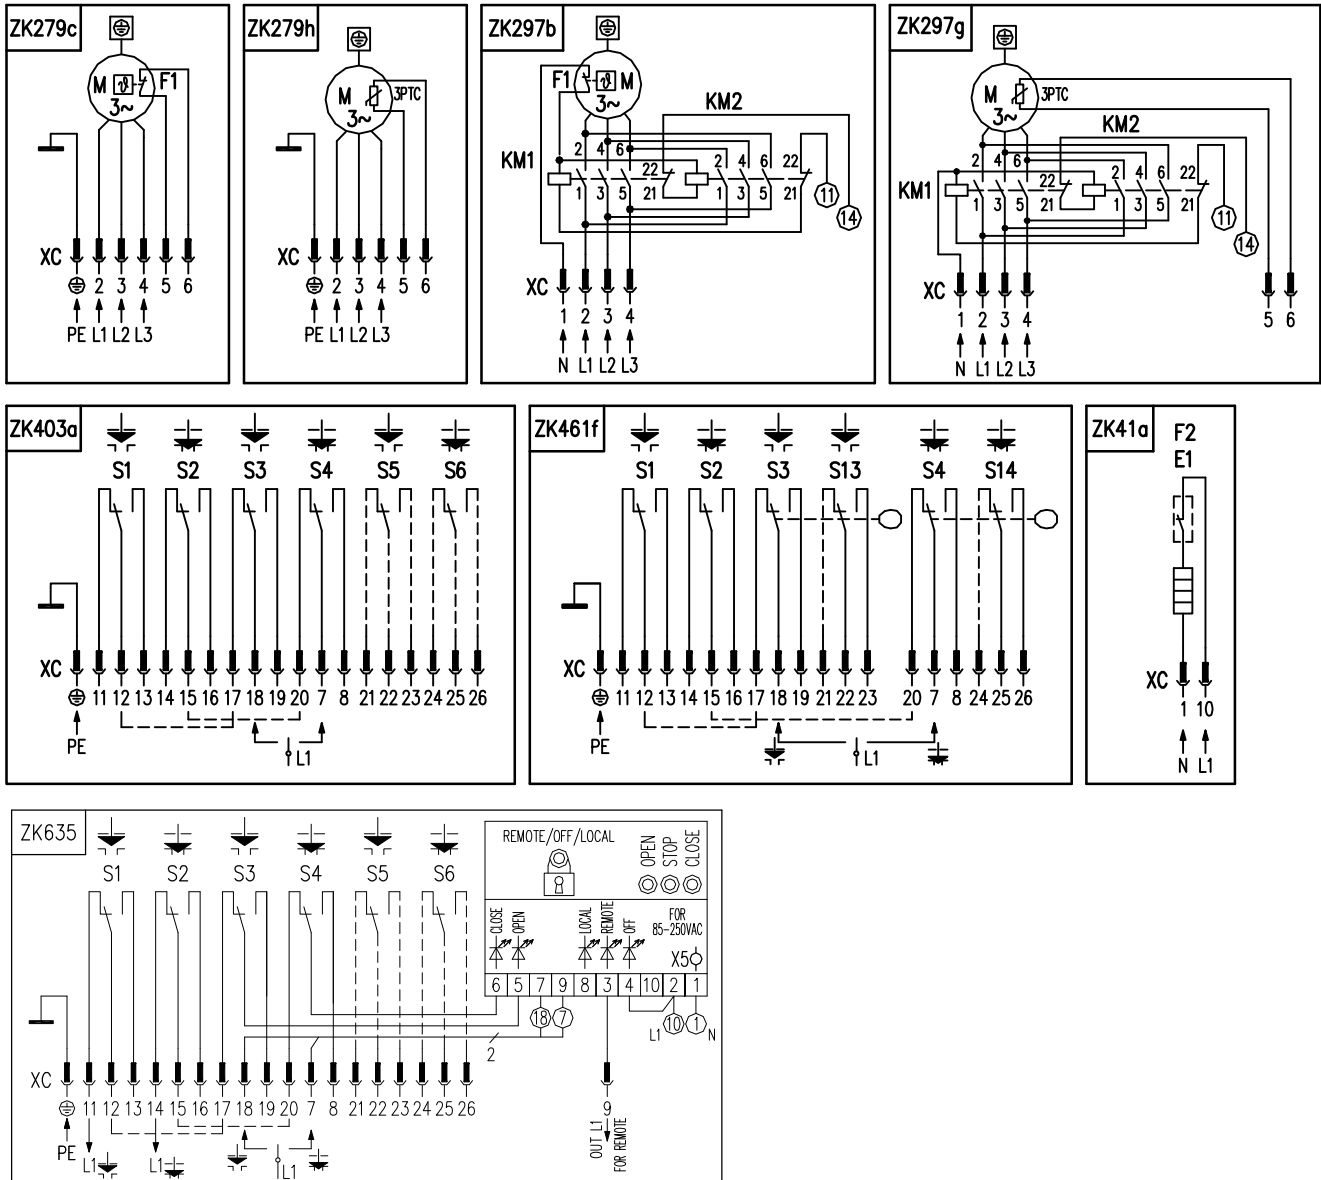 ZK279c
M ϑ F1
3~
XC
2 3 4 5 6
PE L1 L2 L3
ZK279h
M 3PTC
3~
XC
2 3 4 5 6
PE L1 L2 L3
ZK297b
F1 ϑ M
3~
KM2
2 4 6 22 2 4 6 22
KM1
1 3 5 21 1 3 5 21
11
14
XC
1 2 3 4
N L1 L2 L3
ZK297g
M 3PTC
3~
KM2
2 4 6 22 2 4 6 22
KM1
1 3 5 21 1 3 5 21
11
14
XC
1 2 3 4 5 6
N L1 L2 L3
ZK403a
S1 S2 S3 S4 S5 S6
XC
11 12 13 14 15 16 17 18 19 20 7 8 21 22 23 24 25 26
PE L1
ZK461f
S1 S2 S3 S13 S4 S14
XC
11 12 13 14 15 16 17 18 19 21 22 23 20 7 8 24 25 26
PE L1
ZK41a
F2
E1
XC
1 10
N L1
ZK635
S1 S2 S3 S4 S5 S6
REMOTE/OFF/LOCAL
OPEN
STOP
CLOSE
CLOSE
OPEN
LOCAL
REMOTE
OFF
FOR
85-250VAC
X5
6 5 7 9 8 3 4 10 2 1
18 7 10 1
L1 N
2
XC
11 12 13 14 15 16 17 18 19 20 7 8 21 22 23 24 25 26 9
PE L1 L1 L1
OUT L1
FOR REMOTE